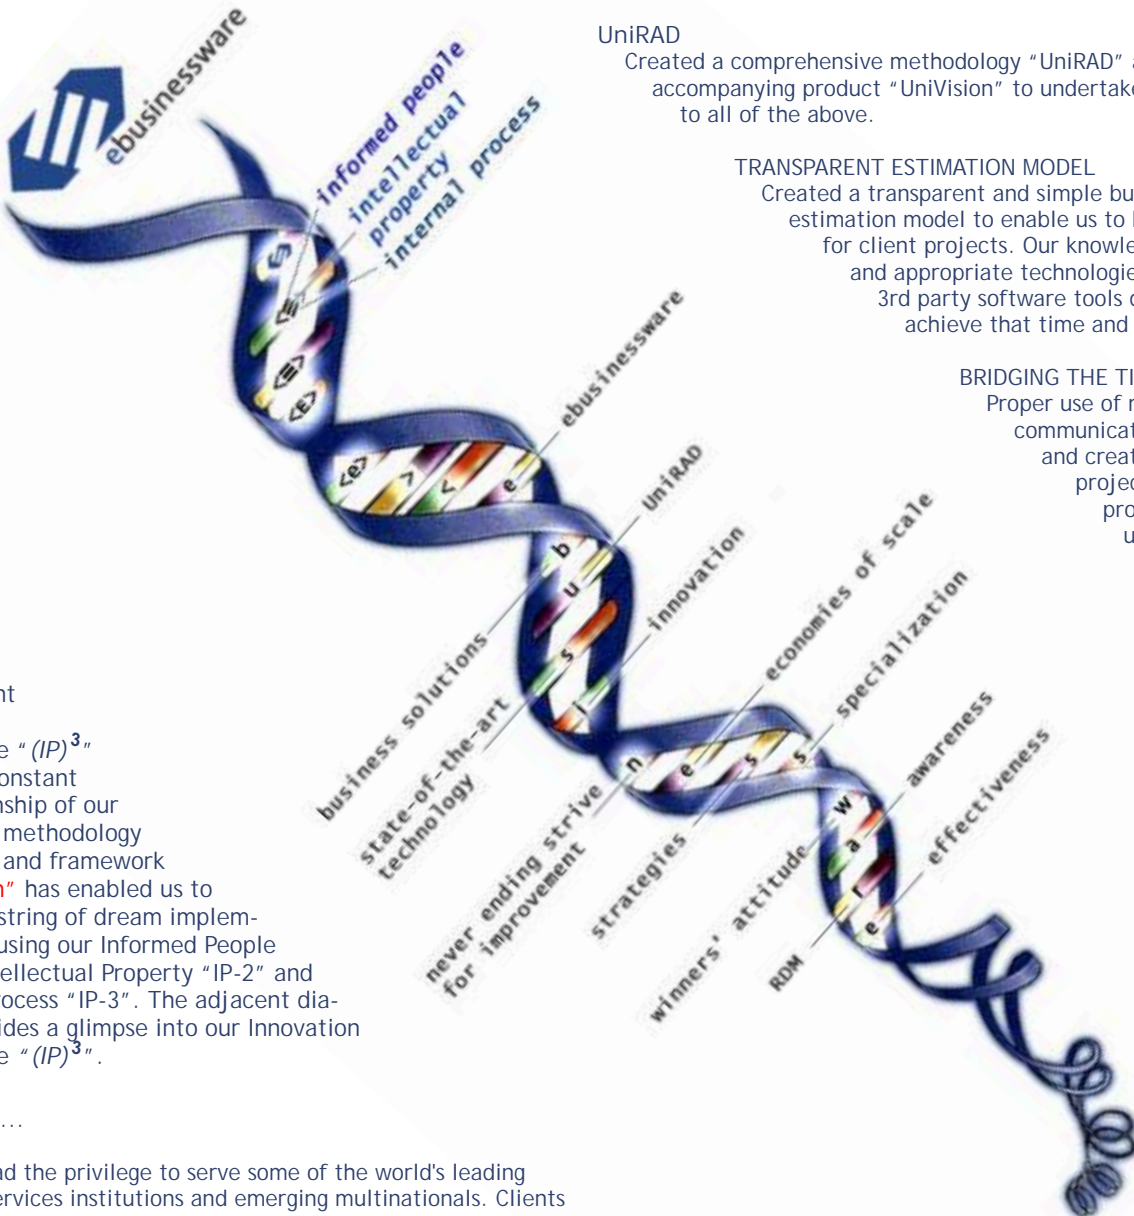 ebusinessware
informed people
intellectual
property
internal process
UniRAD
Created a comprehensive methodology “UniRAD” a
accompanying product “UniVision” to undertake
to all of the above.
TRANSPARENT ESTIMATION MODEL
Created a transparent and simple bu
estimation model to enable us to
for client projects. Our knowle
and appropriate technologie
3rd party software tools
achieve that time and
BRIDGING THE TI
Proper use of
communicat
and creat
projec
pro
u
<e>
>
<
e
ebusinessware
UniRAD
innovation
economies of scale
specialization
awareness
effectiveness
b
u
s
i
n
e
s
s
w
a
r
e
business solutions
state-of-the-art
technology
never ending strive
for improvement
strategies
winners' attitude
RDM
nt
e “(IP)³”
onstant
nship of our
methodology
and framework
n” has enabled us to
string of dream implem-
using our Informed People
ellectual Property “IP-2” and
rocess “IP-3”. The adjacent dia-
ides a glimpse into our Innovation
e “(IP)³”.
...
ad the privilege to serve some of the world's leading
ervices institutions and emerging multinationals. Clients